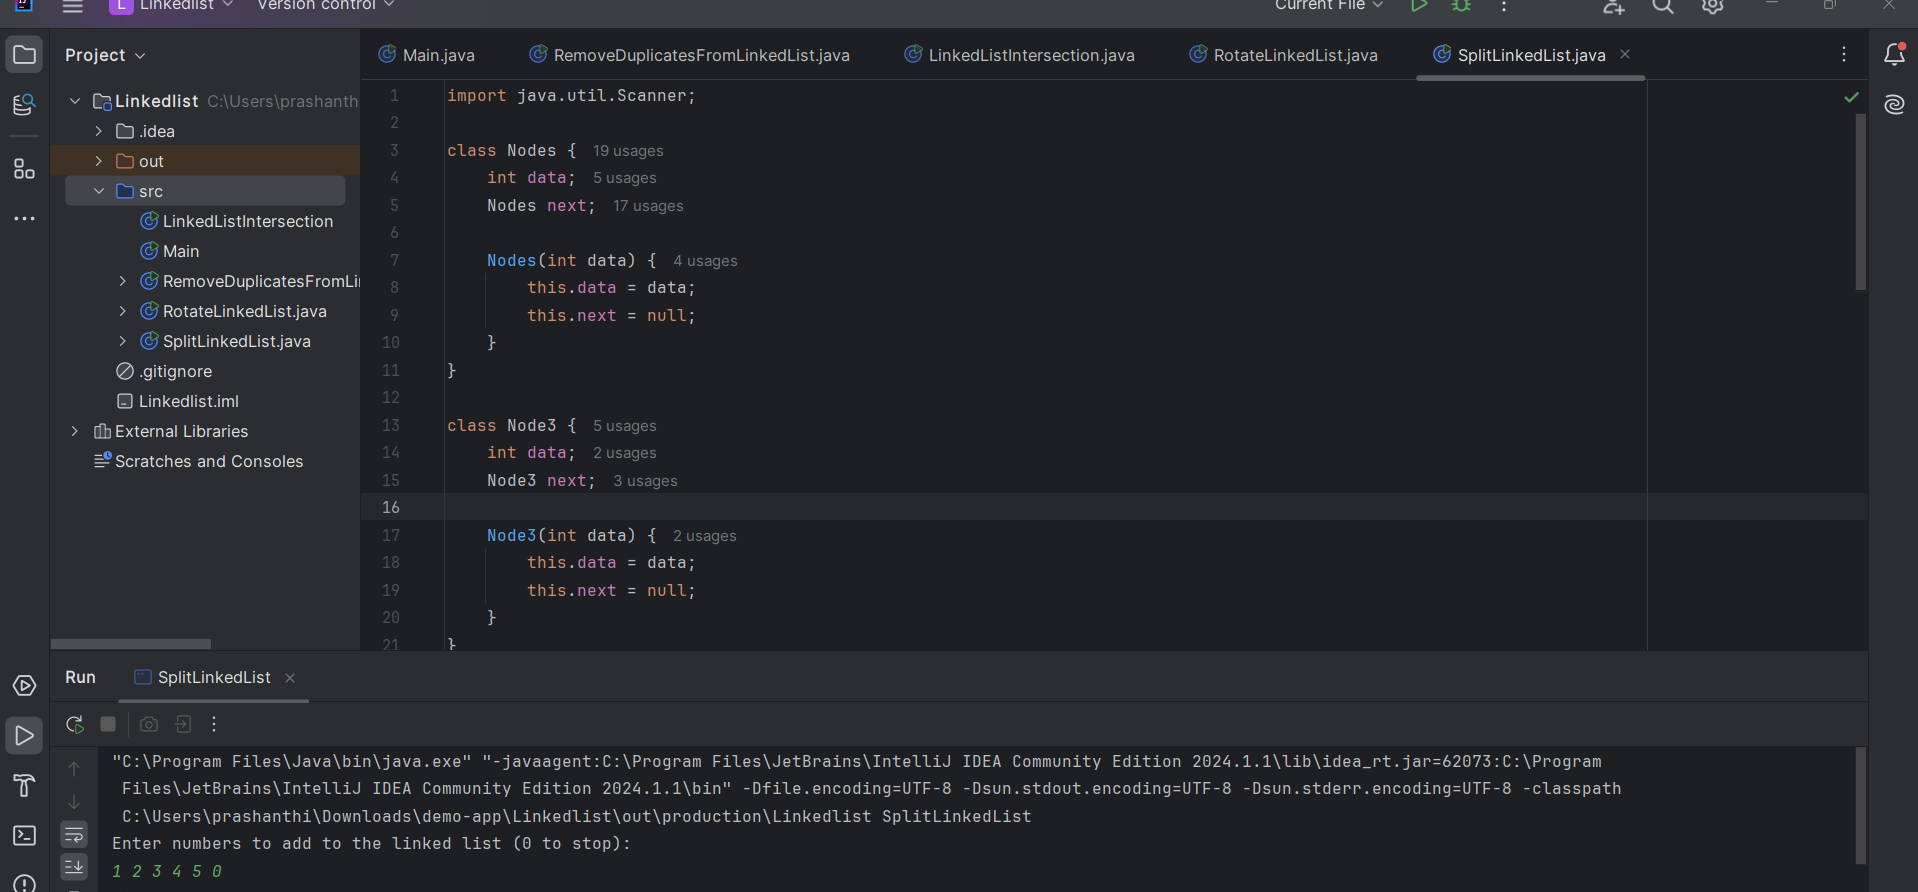 L Linkedlist Version control Current File
Project
Main.java RemoveDuplicatesFromLinkedList.java LinkedListIntersection.java RotateLinkedList.java SplitLinkedList.java
Linkedlist C:\Users\prashanth
.idea
out
src
LinkedListIntersection
Main
RemoveDuplicatesFromLi
RotateLinkedList.java
SplitLinkedList.java
.gitignore
Linkedlist.iml
External Libraries
Scratches and Consoles
1 import java.util.Scanner;
2
3 class Nodes { 19 usages
4 int data; 5 usages
5 Nodes next; 17 usages
6
7 Nodes(int data) { 4 usages
8 this.data = data;
9 this.next = null;
10 }
11 }
12
13 class Node3 { 5 usages
14 int data; 2 usages
15 Node3 next; 3 usages
16
17 Node3(int data) { 2 usages
18 this.data = data;
19 this.next = null;
20 }
21 }
Run SplitLinkedList
"C:\Program Files\Java\bin\java.exe" "-javaagent:C:\Program Files\JetBrains\IntelliJ IDEA Community Edition 2024.1.1\lib\idea_rt.jar=62073:C:\Program
Files\JetBrains\IntelliJ IDEA Community Edition 2024.1.1\bin" -Dfile.encoding=UTF-8 -Dsun.stdout.encoding=UTF-8 -Dsun.stderr.encoding=UTF-8 -classpath
C:\Users\prashanthi\Downloads\demo-app\Linkedlist\out\production\Linkedlist SplitLinkedList
Enter numbers to add to the linked list (0 to stop):
1 2 3 4 5 0